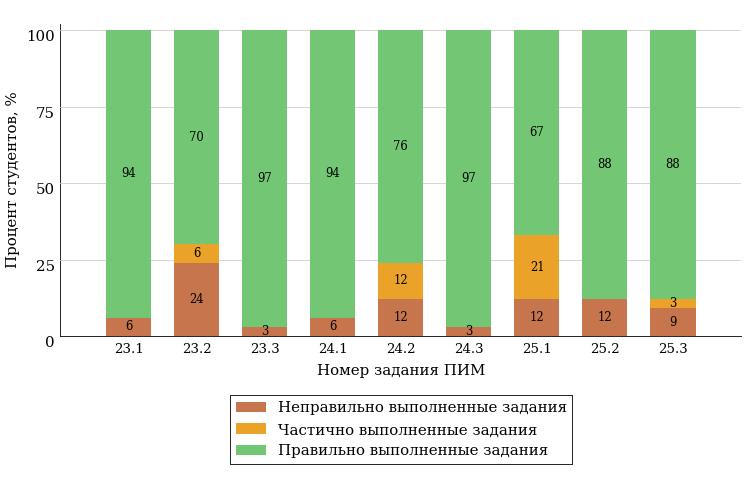 Процент студентов, %
100
75
50
25
0
94 70 97 94 76 97 67 88 88
6 12 21 3
6 24 3 6 12 3 12 12 9
23.1 23.2 23.3 24.1 24.2 24.3 25.1 25.2 25.3
Номер задания ПИМ
Неправильно выполненные задания
Частично выполненные задания
Правильно выполненные задания